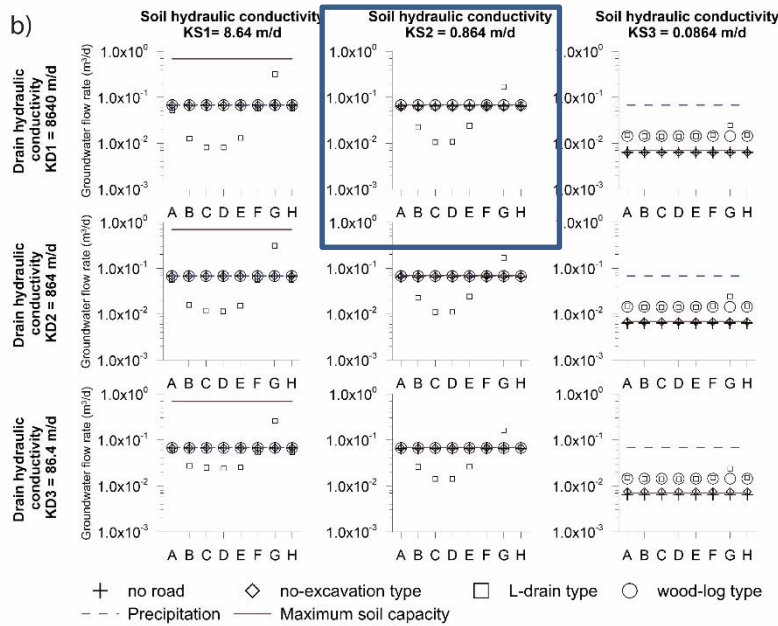 b)
Soil hydraulic conductivity
KS1= 8.64 m/d
Soil hydraulic conductivity
KS2 = 0.864 m/d
Soil hydraulic conductivity
KS3 = 0.0864 m/d
Drain hydraulic
conductivity
KD1 = 8640 m/d
Groundwater flow rate (m³/d)
1.0x10⁰
1.0x10⁻¹
1.0x10⁻²
1.0x10⁻³
A B C D E F G H
1.0x10⁰
1.0x10⁻¹
1.0x10⁻²
1.0x10⁻³
A B C D E F G H
1.0x10⁰
1.0x10⁻¹
1.0x10⁻²
1.0x10⁻³
A B C D E F G H
Drain hydraulic
conductivity
KD2 = 864 m/d
Groundwater flow rate (m³/d)
1.0x10⁰
1.0x10⁻¹
1.0x10⁻²
1.0x10⁻³
A B C D E F G H
1.0x10⁰
1.0x10⁻¹
1.0x10⁻²
1.0x10⁻³
A B C D E F G H
1.0x10⁰
1.0x10⁻¹
1.0x10⁻²
1.0x10⁻³
A B C D E F G H
Drain hydraulic
conductivity
KD3 = 86.4 m/d
Groundwater flow rate (m³/d)
1.0x10⁰
1.0x10⁻¹
1.0x10⁻²
1.0x10⁻³
A B C D E F G H
1.0x10⁰
1.0x10⁻¹
1.0x10⁻²
1.0x10⁻³
A B C D E F G H
1.0x10⁰
1.0x10⁻¹
1.0x10⁻²
1.0x10⁻³
A B C D E F G H
no road no-excavation type L-drain type wood-log type
Precipitation Maximum soil capacity